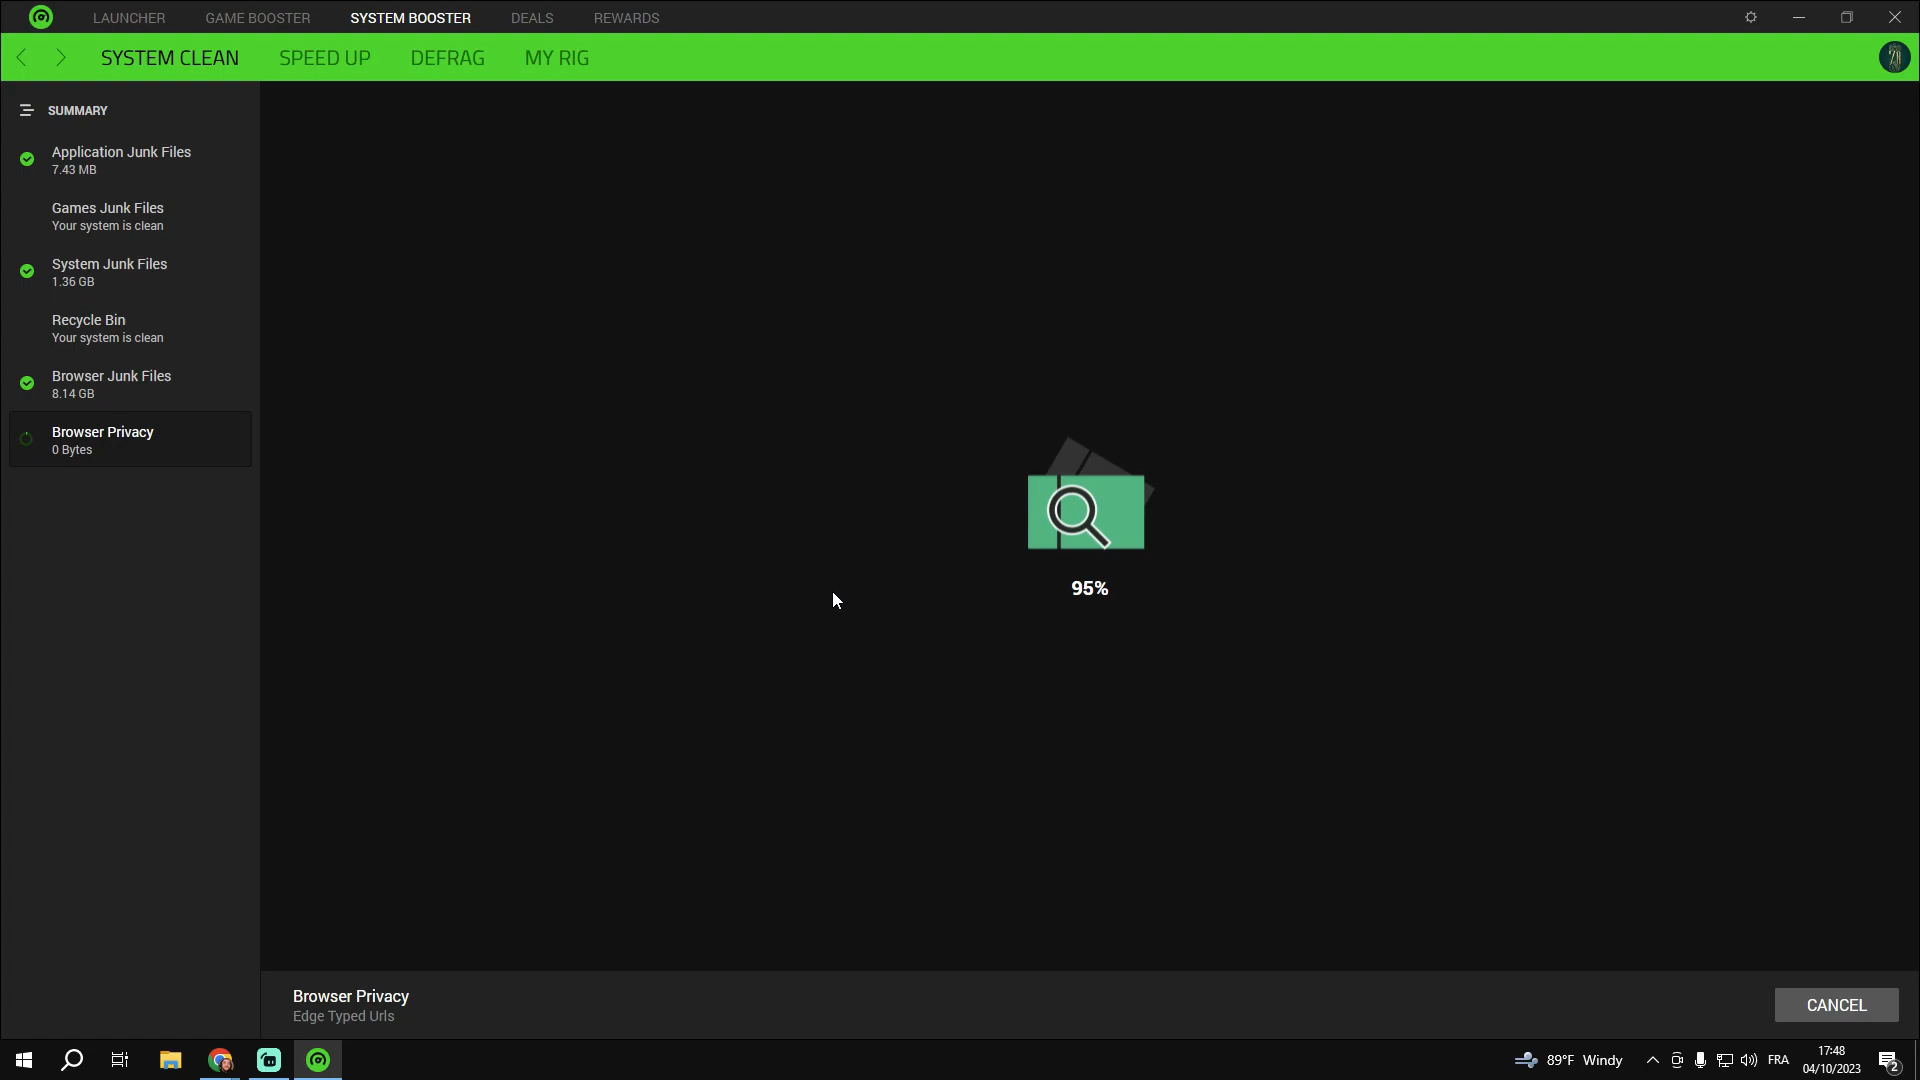 LAUNCHER GAME BOOSTER SYSTEM BOOSTER DEALS REWARDS
SYSTEM CLEAN SPEED UP DEFRAG MY RIG
SUMMARY
Application Junk Files
7.43 MB
Games Junk Files
Your system is clean
System Junk Files
1.36 GB
Recycle Bin
Your system is clean
Browser Junk Files
8.14 GB
Browser Privacy
0 Bytes
95%
Browser Privacy
Edge Typed Urls
CANCEL
89°F Windy
FRA
17:48
04/10/2023
2